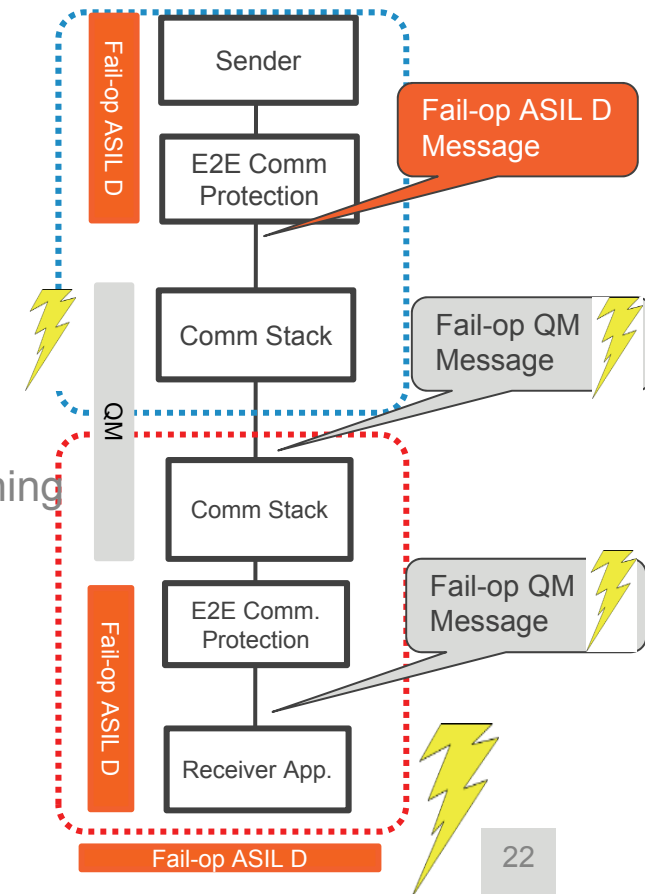 Fail-op ASIL D
Sender
Fail-op ASIL D
Message
E2E Comm
Protection
Comm Stack
Fail-op QM
Message
QM
Comm Stack
Fail-op ASIL D
E2E Comm.
Protection
Fail-op QM
Message
Receiver App.
Fail-op ASIL D
22